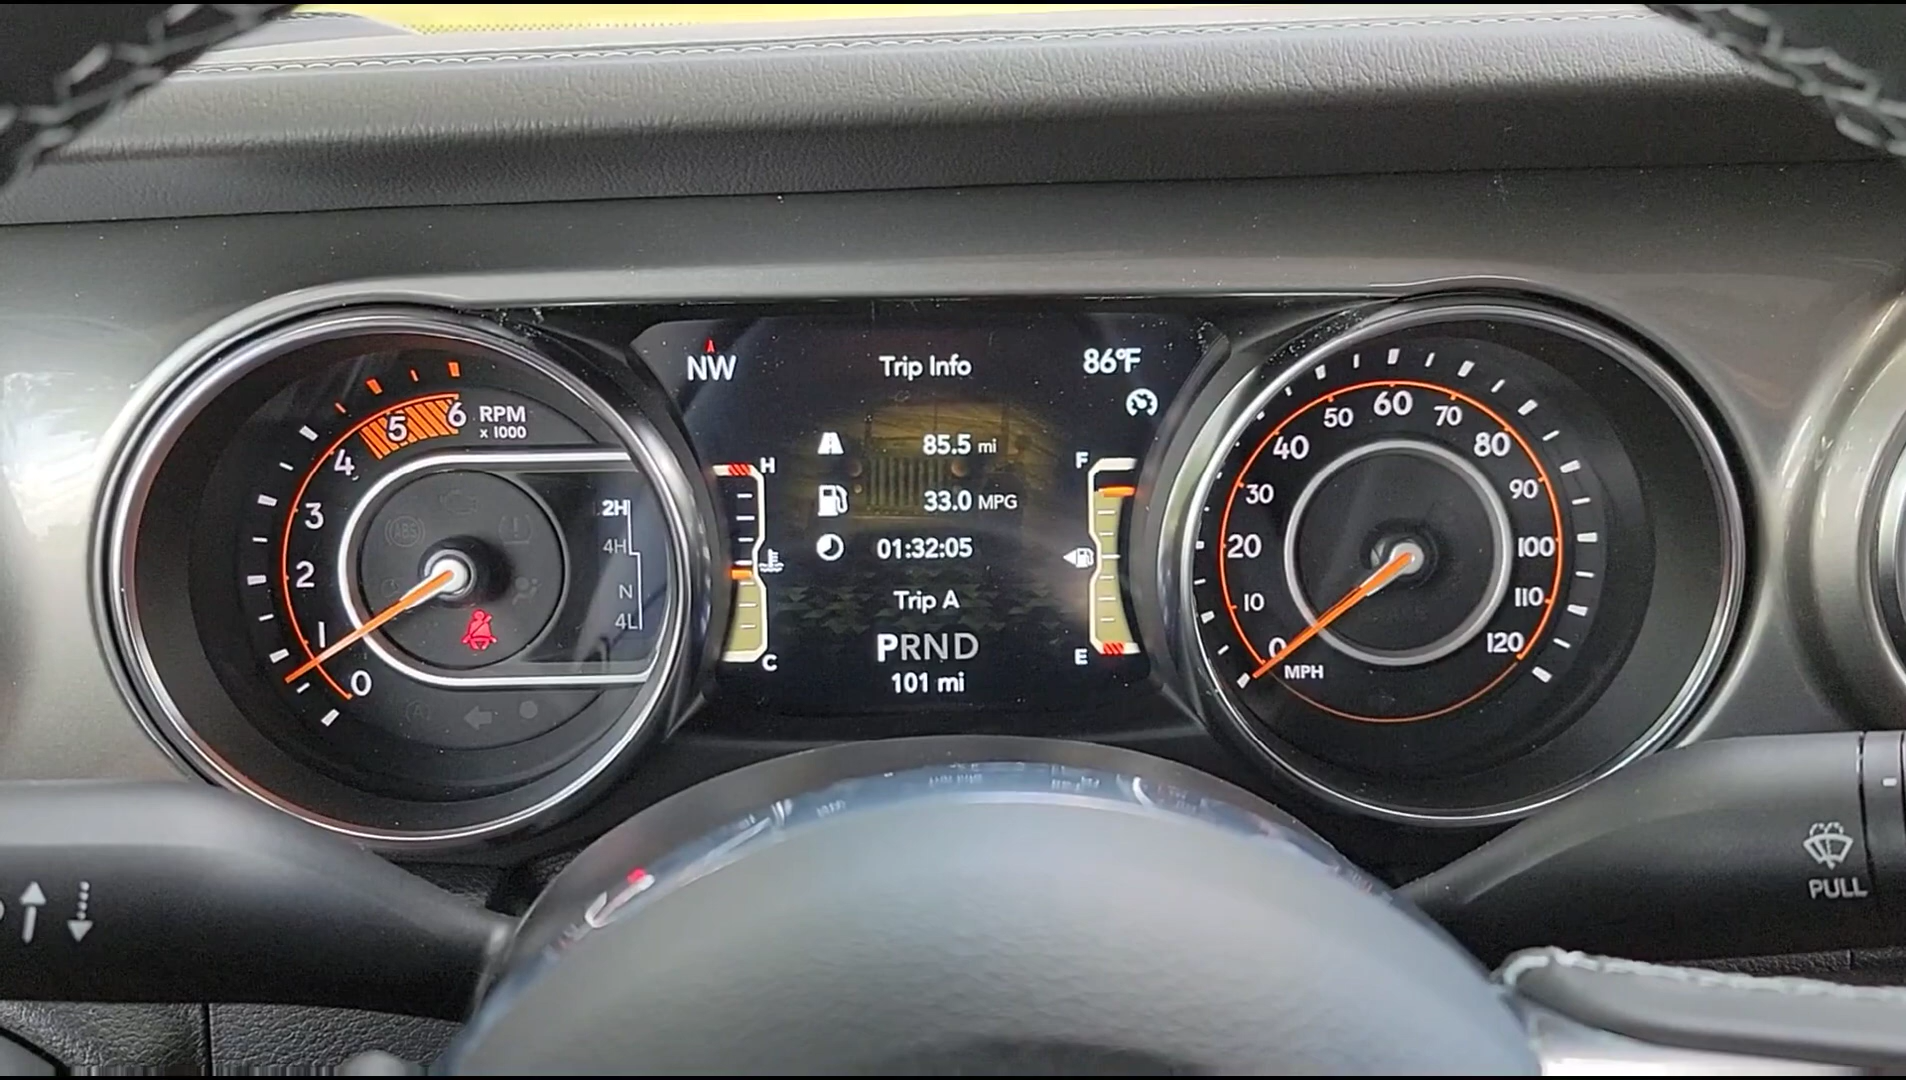 NW
Trip Info
86°F
85.5 mi
33.0 MPG
01:32:05
Trip A
PRND
101 mi
H
C
F
E
RPM
x 1000
0
1
2
3
4
5
6
2H
4H
N
4L
ABS
0
10
20
30
40
50
60
70
80
90
100
110
120
MPH
PULL